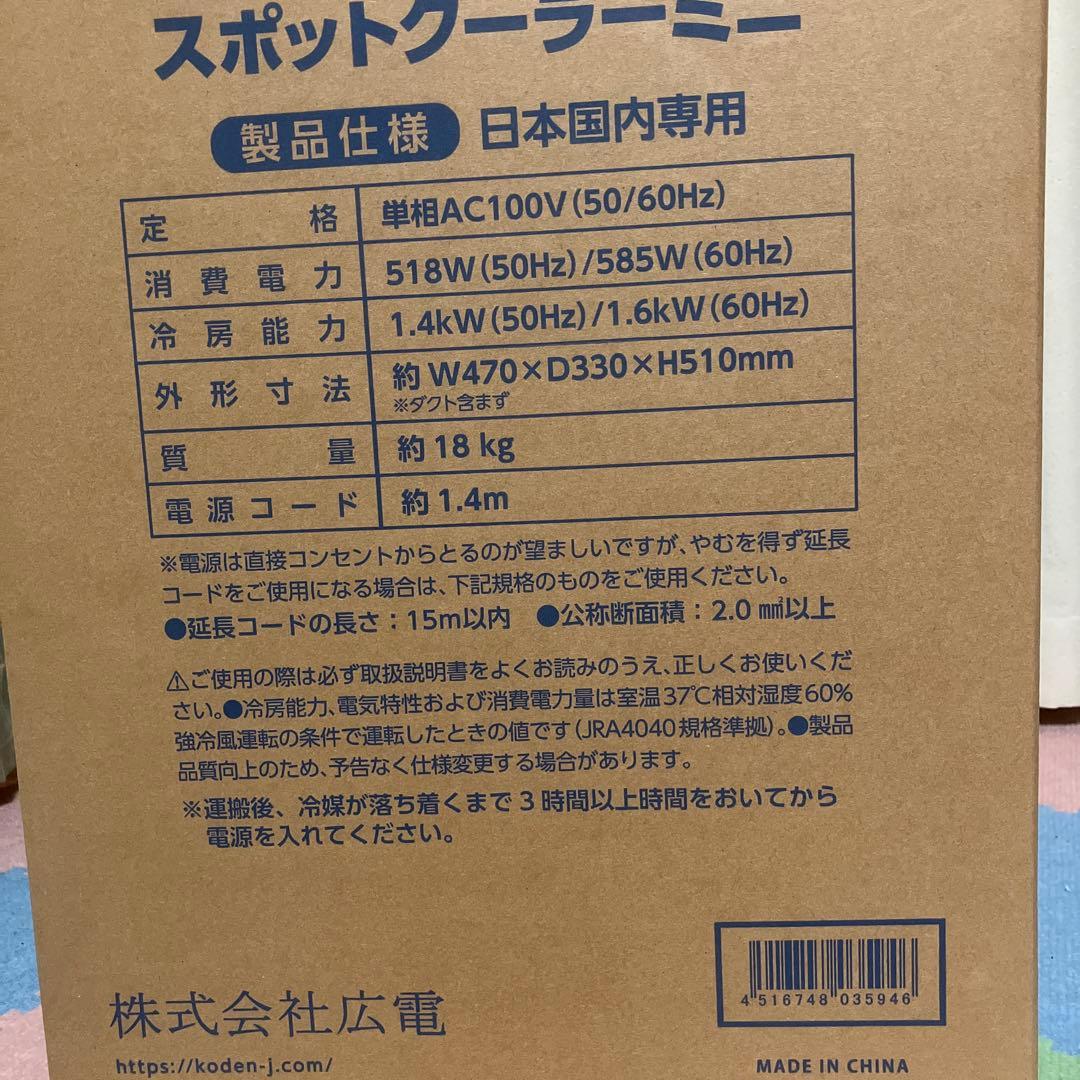 スポットクーラーミー
製品仕様 日本国内専用
定格 単相AC100V(50/60Hz)
消費電力 518W(50Hz)/585W(60Hz)
冷房能力 1.4kW(50Hz)/1.6kW(60Hz)
外形寸法 約 W470×D330×H510mm
※ダクト含まず
質量 約 18 kg
電源コード 約 1.4m
※電源は直接コンセントからとるのが望ましいですが、やむを得ず延長
コードをご使用になる場合は、下記規格のものをご使用ください。
●延長コードの長さ：15m以内 ●公称断面積：2.0㎟以上
⚠ご使用の際は必ず取扱説明書をよくお読みのうえ、正しくお使いくだ
さい。●冷房能力、電気特性および消費電力量は室温37℃相対湿度60%
強冷風運転の条件で運転したときの値です(JRA4040規格準拠)。●製品
品質向上のため、予告なく仕様変更する場合があります。
※運搬後、冷媒が落ち着くまで3時間以上時間をおいてから
電源を入れてください。
4 516748 035946
株式会社広電
https://koden-j.com/
MADE IN CHINA